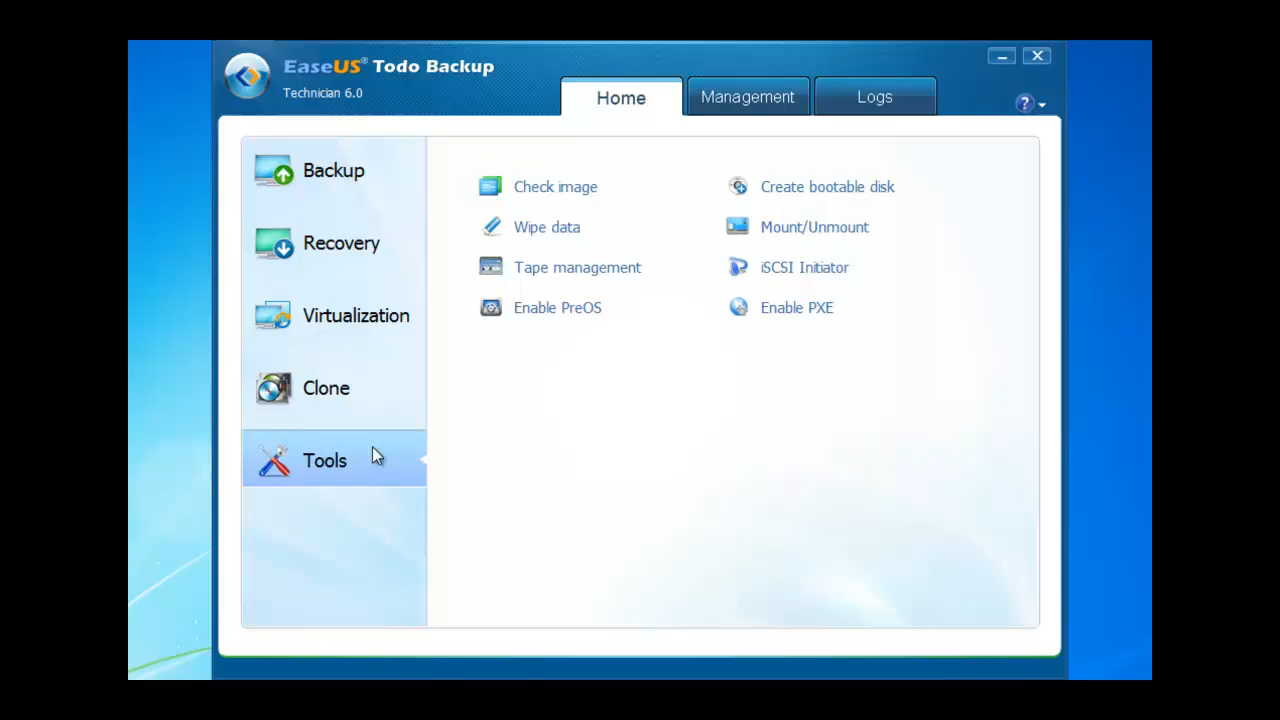 EaseUS® Todo Backup
Technician 6.0
Home
Management
Logs
?
Backup
Recovery
Virtualization
Clone
Tools
Check image
Create bootable disk
Wipe data
Mount/Unmount
Tape management
iSCSI Initiator
Enable PreOS
Enable PXE